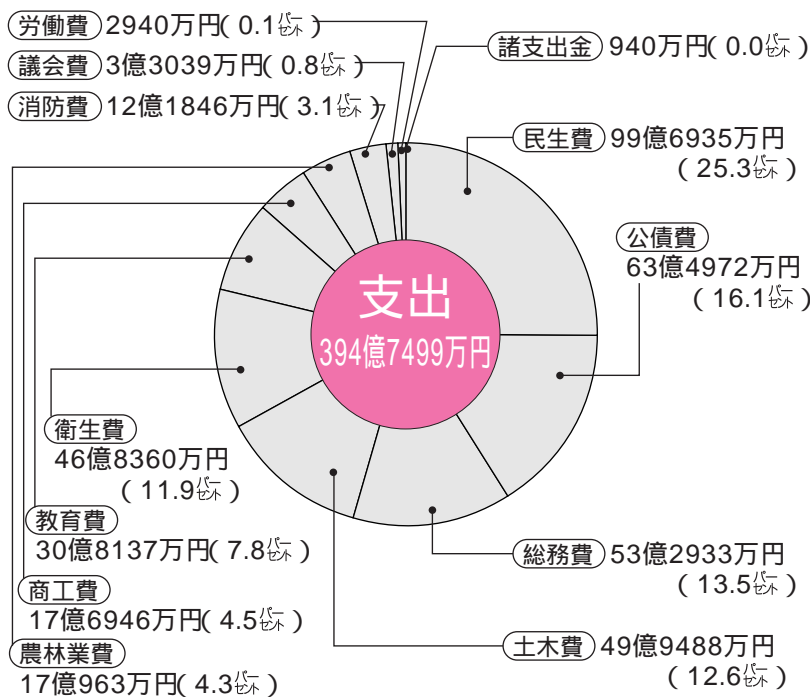 労働費 2940万円( 0.1㌫ )
議会費 3億3039万円( 0.8㌫ )
消防費 12億1846万円( 3.1㌫ )
諸支出金 940万円( 0.0㌫ )
民生費 99億6935万円
( 25.3㌫ )
公債費
63億4972万円
( 16.1㌫ )
支出
394億7499万円
衛生費
46億8360万円
( 11.9㌫ )
教育費
30億8137万円( 7.8㌫ )
商工費
17億6946万円( 4.5㌫ )
農林業費
17億963万円( 4.3㌫ )
総務費 53億2933万円
( 13.5㌫ )
土木費 49億9488万円
( 12.6㌫ )